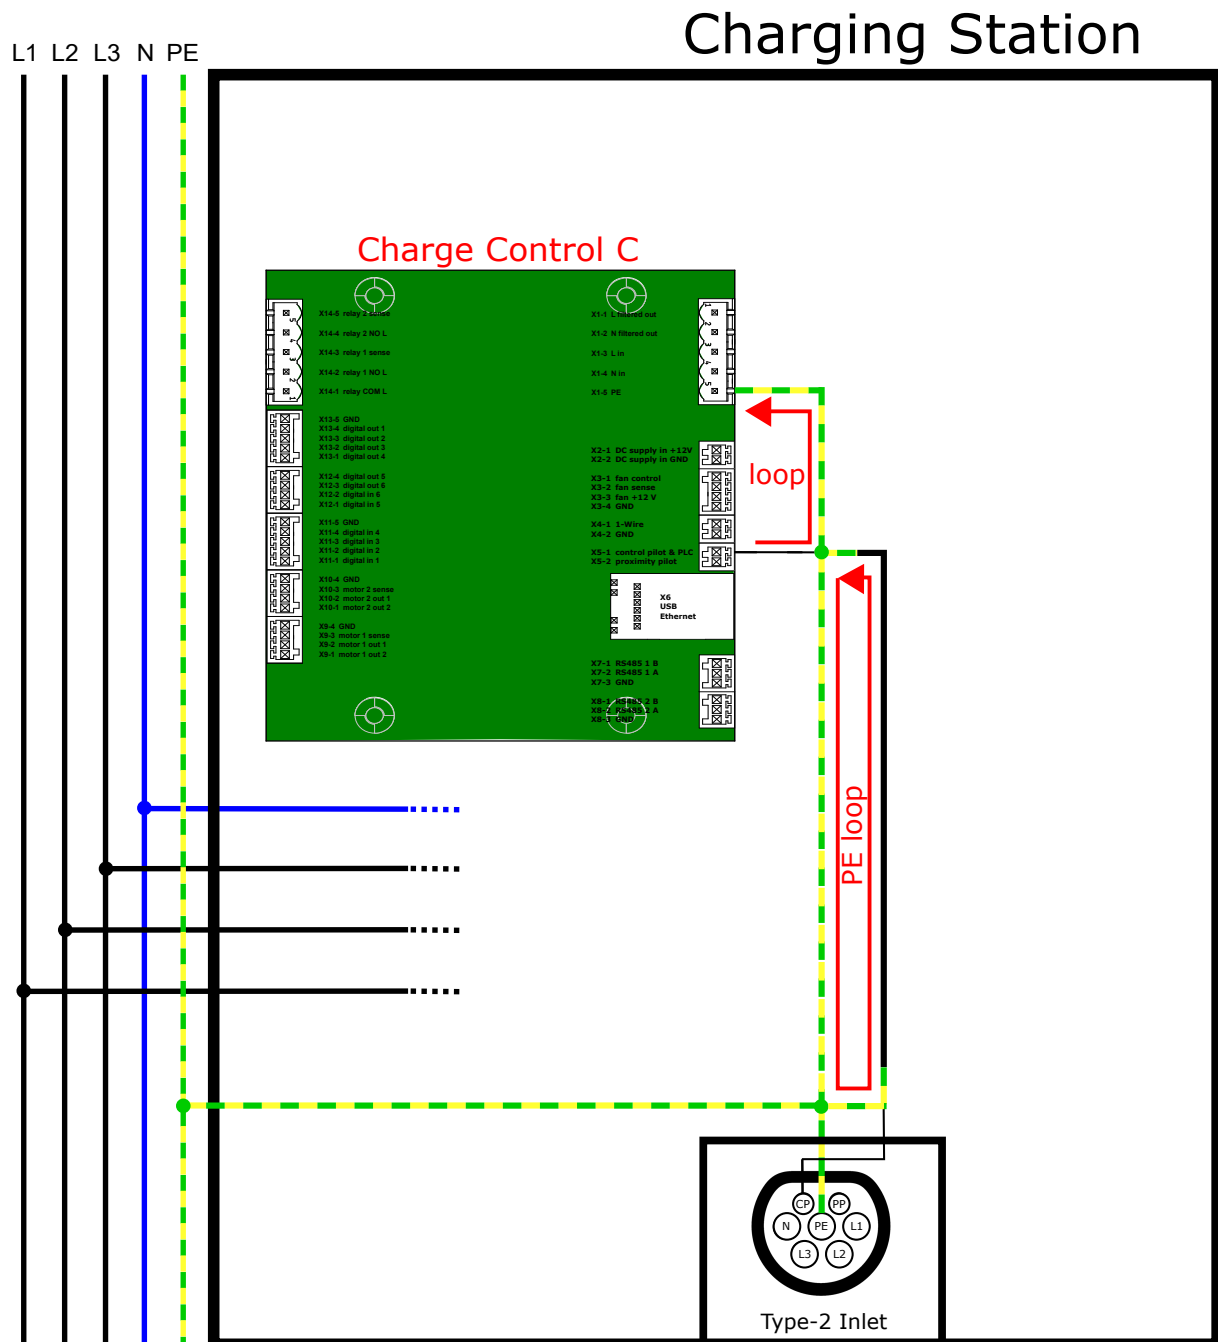 Charging Station
L1 L2 L3 N PE
Charge Control C
X14-5 relay 2 sense
X14-4 relay 2 NO L
X14-3 relay 1 sense
X14-2 relay 1 NO L
X14-1 relay COM L
X13-5 GND
X13-4 digital out 1
X13-3 digital out 2
X13-2 digital out 3
X13-1 digital out 4
X12-4 digital out 5
X12-3 digital out 6
X12-2 digital in 6
X12-1 digital in 5
X11-5 GND
X11-4 digital in 4
X11-3 digital in 3
X11-2 digital in 2
X11-1 digital in 1
X10-4 GND
X10-3 motor 2 sense
X10-2 motor 2 out 1
X10-1 motor 2 out 2
X9-4 GND
X9-3 motor 1 sense
X9-2 motor 1 out 1
X9-1 motor 1 out 2
5
4
3
2
1
X1-1 L filtered out
X1-2 N filtered out
X1-3 L in
X1-4 N in
X1-5 PE
1
2
3
4
5
X2-1 DC supply in +12V
X2-2 DC supply in GND
X3-1 fan control
X3-2 fan sense
X3-3 fan +12 V
X3-4 GND
X4-1 1-Wire
X4-2 GND
X5-1 control pilot & PLC
X5-2 proximity pilot
X6
USB
Ethernet
X7-1 RS485 1 B
X7-2 RS485 1 A
X7-3 GND
X8-1 RS485 2 B
X8-2 RS485 2 A
X8-3 GND
loop
PE loop
CP PP
N PE L1
L3 L2
Type-2 Inlet